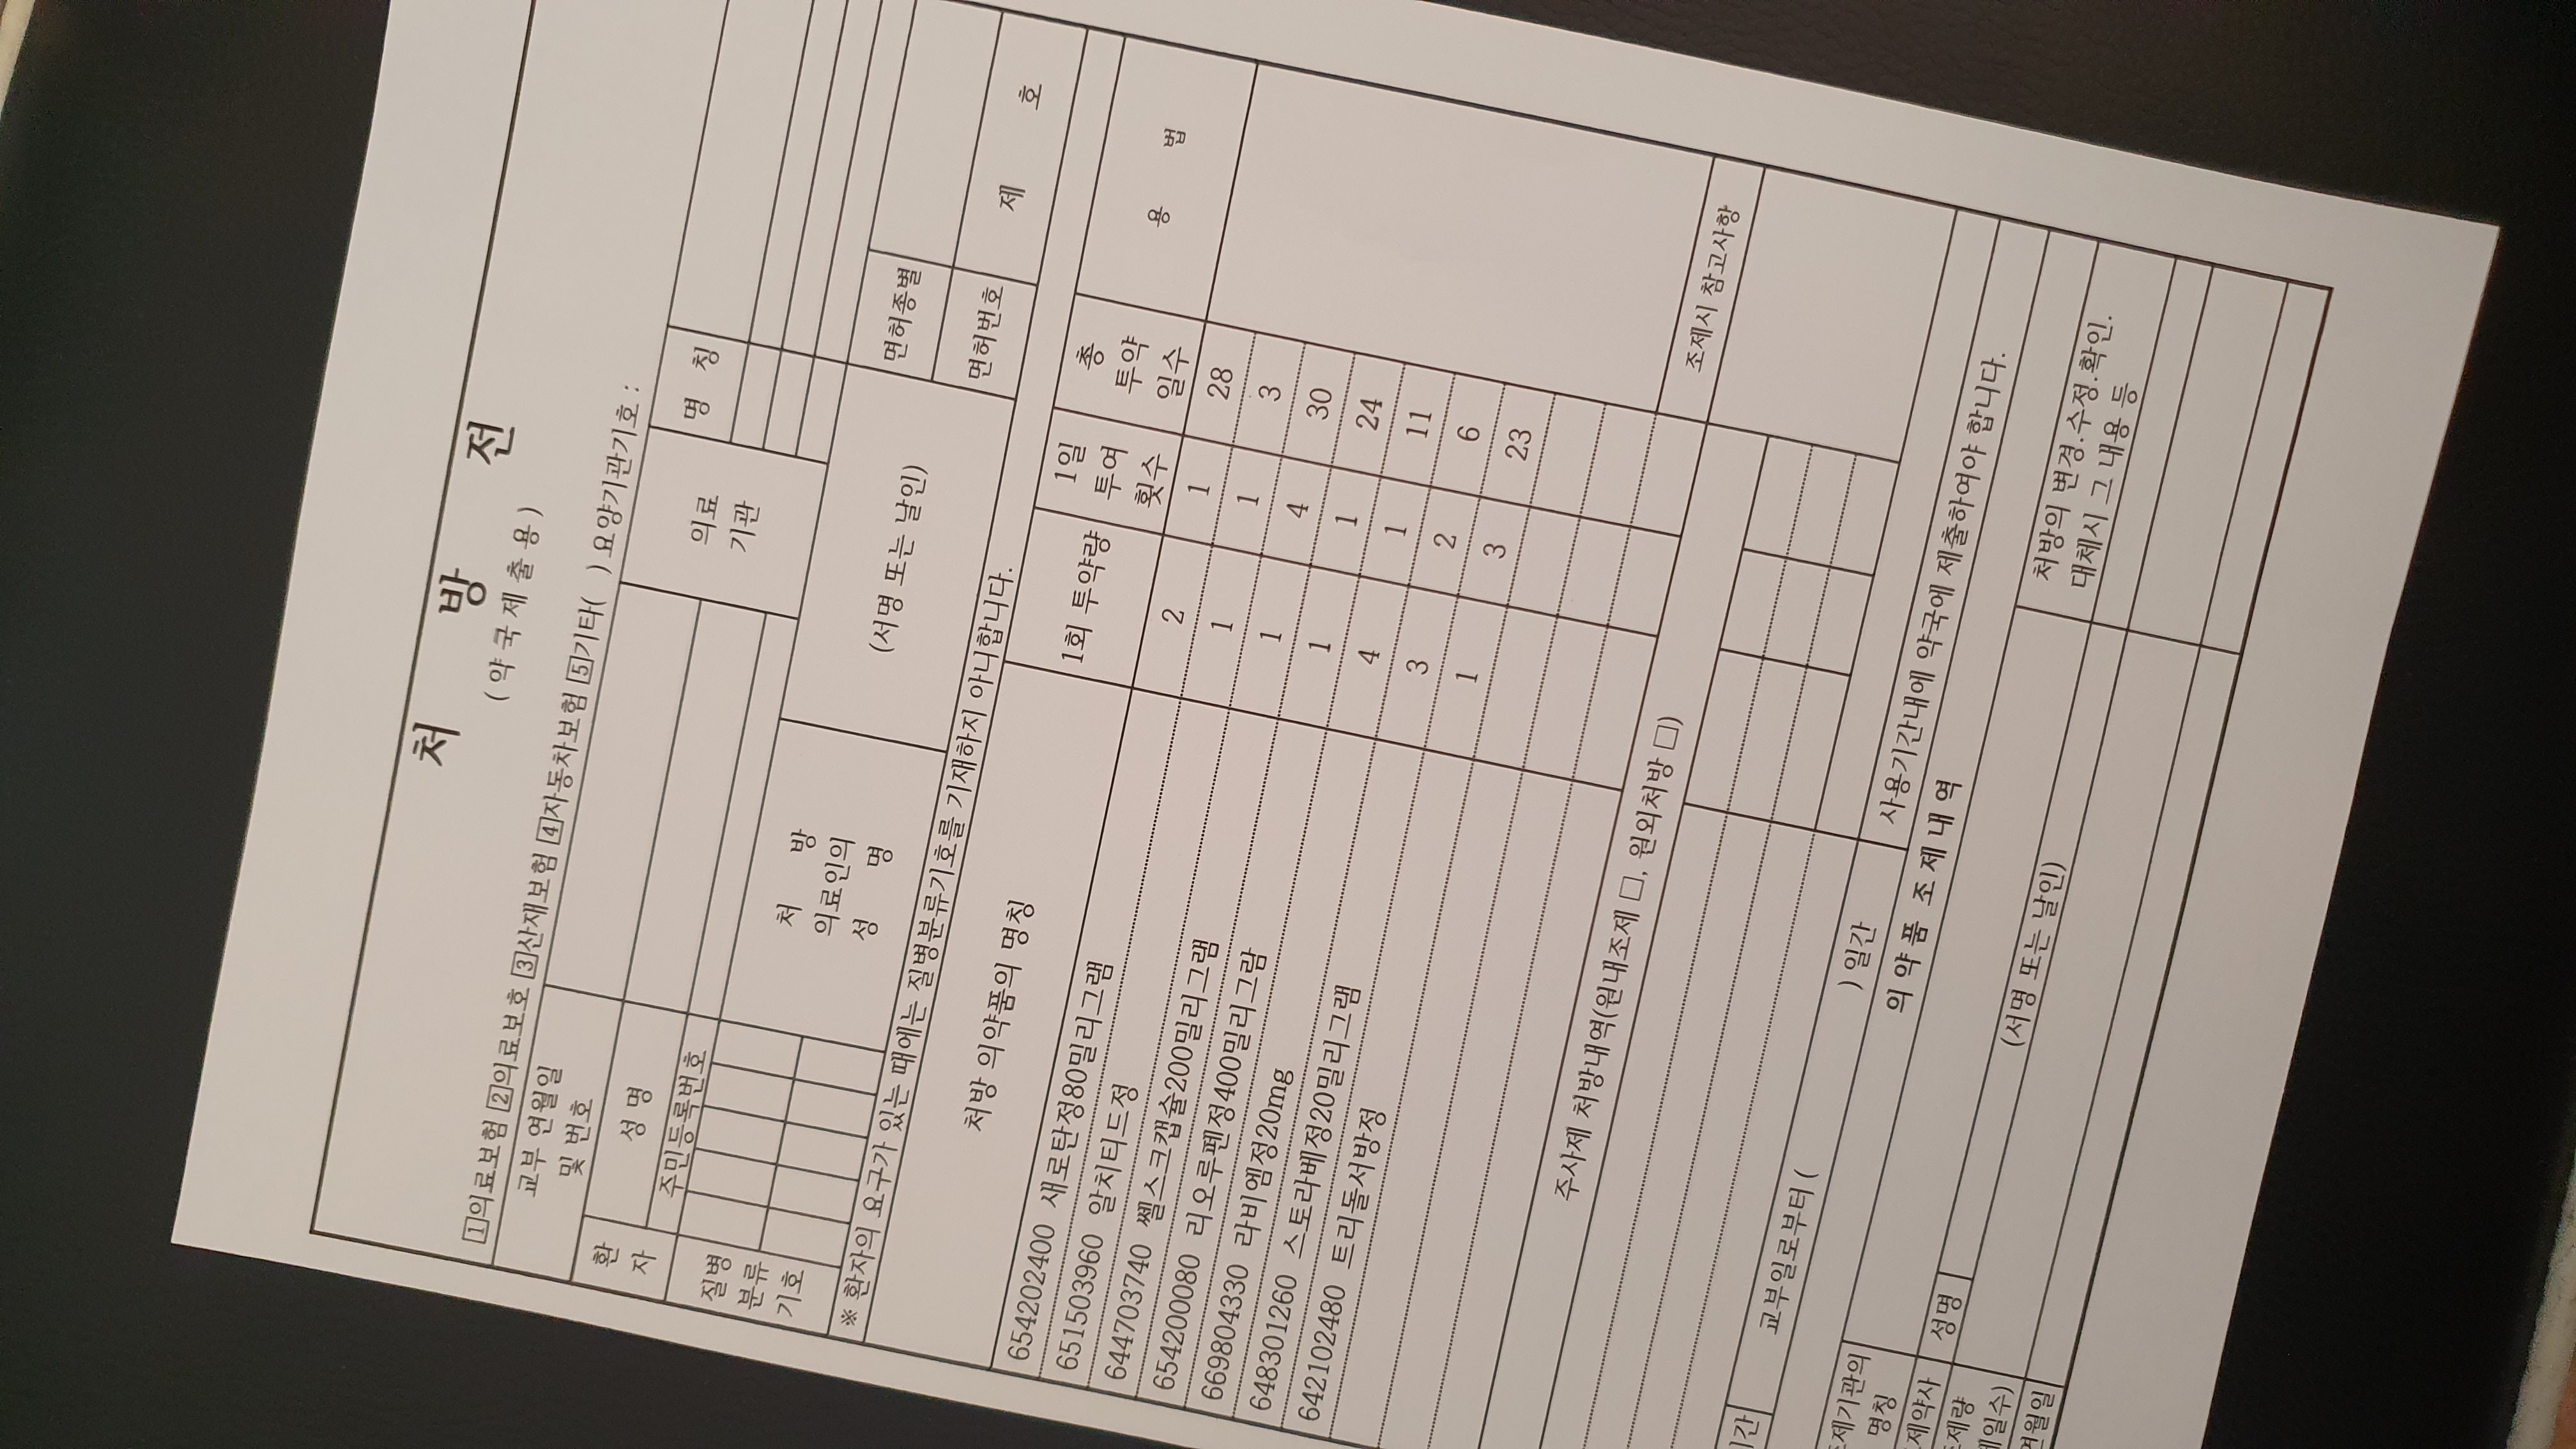 처 방 전
( 약 국 제 출 용 )
1의료보험 2의료보호 3산재보험 4자동차보험 5기타( ) 요양기관기호 :
교부 연월일
및 번호
환
자
성 명
주민등록번호
의료
기관
명 칭
질병
분류
기호
처 방
의료인의
성 명
(서명 또는 날인)
면허종별
면허번호
제 호
※ 환자의 요구가 있는 때에는 질병분류기호를 기재하지 아니합니다.
처방 의약품의 명칭
1회 투약량
1일
투여
횟수
총
투약
일수
용 법
654202400 새로탄정80밀리그램 2 1 28
651503960 알치티드정 1 1 3
644703740 쎌스크캡슐200밀리그램 1 4 30
654200080 리오루펜정400밀리그람 1 1 24
669804330 라비엠정20mg 4 1 11
648301260 스토라베정20밀리그램 3 2 6
642102480 트리돌서방정 1 3 23
주사제 처방내역(원내조제 □, 원외처방 □)
조제시 참고사항
기간
교부일로부터 ( ) 일간
사용기간내에 약국에 제출하여야 합니다.
의 약 품 조 제 내 역
조제기관의
명칭
조제약사
성명
(서명 또는 날인)
처방의 변경.수정.확인.
대체시 그 내용 등
조제량
제일수)
연월일